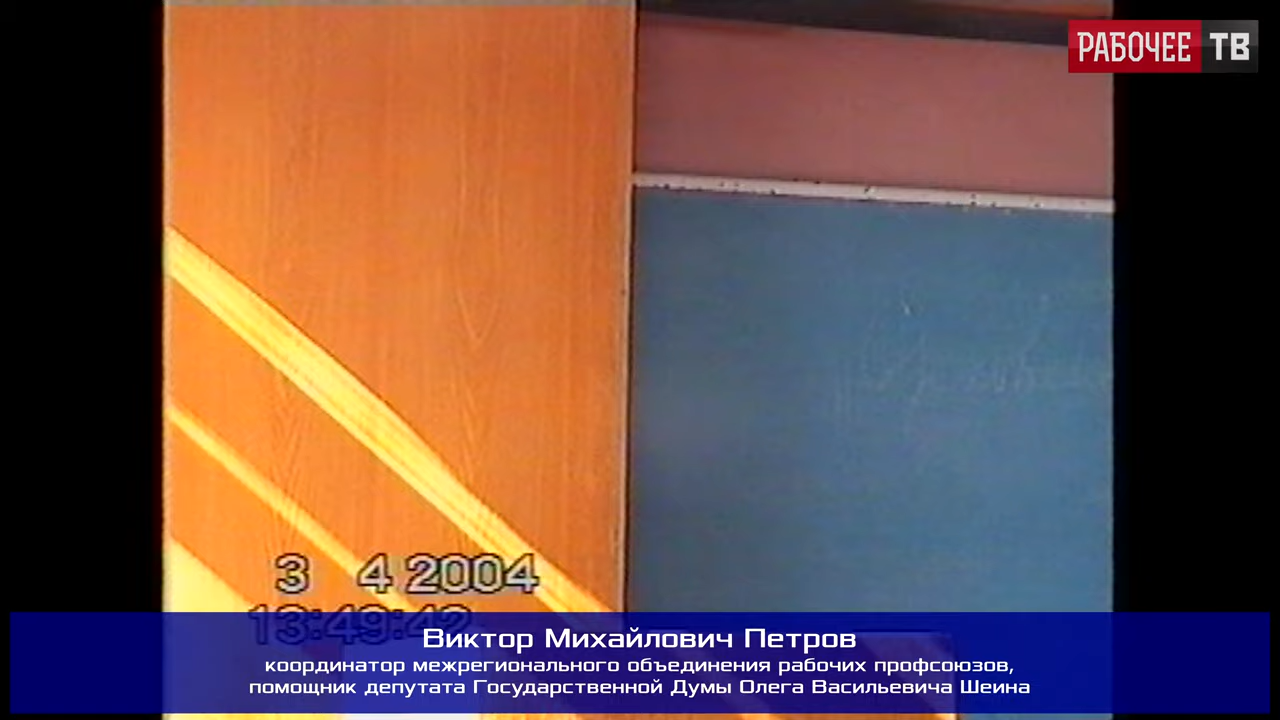 РАБОЧЕЕ ТВ
3 4 2004
13:49:42
Виктор Михайлович Петров
координатор межрегионального объединения рабочих профсоюзов,
помощник депутата Государственной Думы Олега Васильевича Шеина